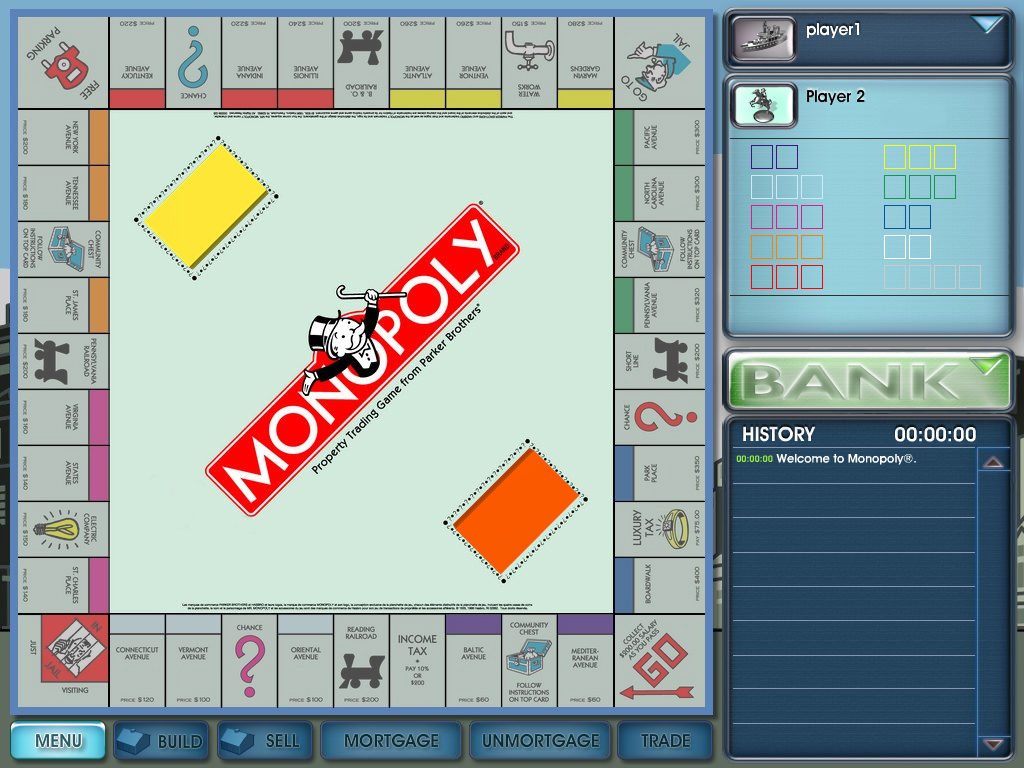 FREE
PARKING
PRICE $220
KENTUCKY
AVENUE
CHANCE
PRICE $220
INDIANA
AVENUE
PRICE $240
ILLINOIS
AVENUE
PRICE $200
B. & O.
RAILROAD
PRICE $260
ATLANTIC
AVENUE
PRICE $260
VENTNOR
AVENUE
PRICE $150
WATER
WORKS
PRICE $280
MARVIN
GARDENS
GO TO
JAIL
NEW YORK
AVENUE
PRICE $200
TENNESSEE
AVENUE
PRICE $180
COMMUNITY
CHEST
FOLLOW
INSTRUCTIONS
ON TOP CARD
ST. JAMES
PLACE
PRICE $180
PENNSYLVANIA
RAILROAD
PRICE $200
VIRGINIA
AVENUE
PRICE $160
STATES
AVENUE
PRICE $140
ELECTRIC
COMPANY
PRICE $150
ST. CHARLES
PLACE
PRICE $140
MONOPOLY
Property Trading Game from Parker Brothers®
PACIFIC
AVENUE
PRICE $300
NORTH
CAROLINA
AVENUE
PRICE $300
COMMUNITY
CHEST
FOLLOW
INSTRUCTIONS
ON TOP CARD
PENNSYLVANIA
AVENUE
PRICE $320
SHORT
LINE
PRICE $200
CHANCE
PARK
PLACE
PRICE $350
LUXURY
TAX
PAY $75.00
BOARDWALK
PRICE $400
JUST
VISITING
IN
JAIL
CONNECTICUT
AVENUE
PRICE $120
VERMONT
AVENUE
PRICE $100
CHANCE
ORIENTAL
AVENUE
PRICE $100
READING
RAILROAD
PRICE $200
INCOME
TAX
PAY 10%
OR
$200
BALTIC
AVENUE
PRICE $60
COMMUNITY
CHEST
FOLLOW
INSTRUCTIONS
ON TOP CARD
MEDITER-
RANEAN
AVENUE
PRICE $60
COLLECT
$200.00 SALARY
AS YOU PASS
GO
player1
Player 2
BANK
HISTORY 00:00:00
00:00:00 Welcome to Monopoly®.
MENU BUILD SELL MORTGAGE UNMORTGAGE TRADE